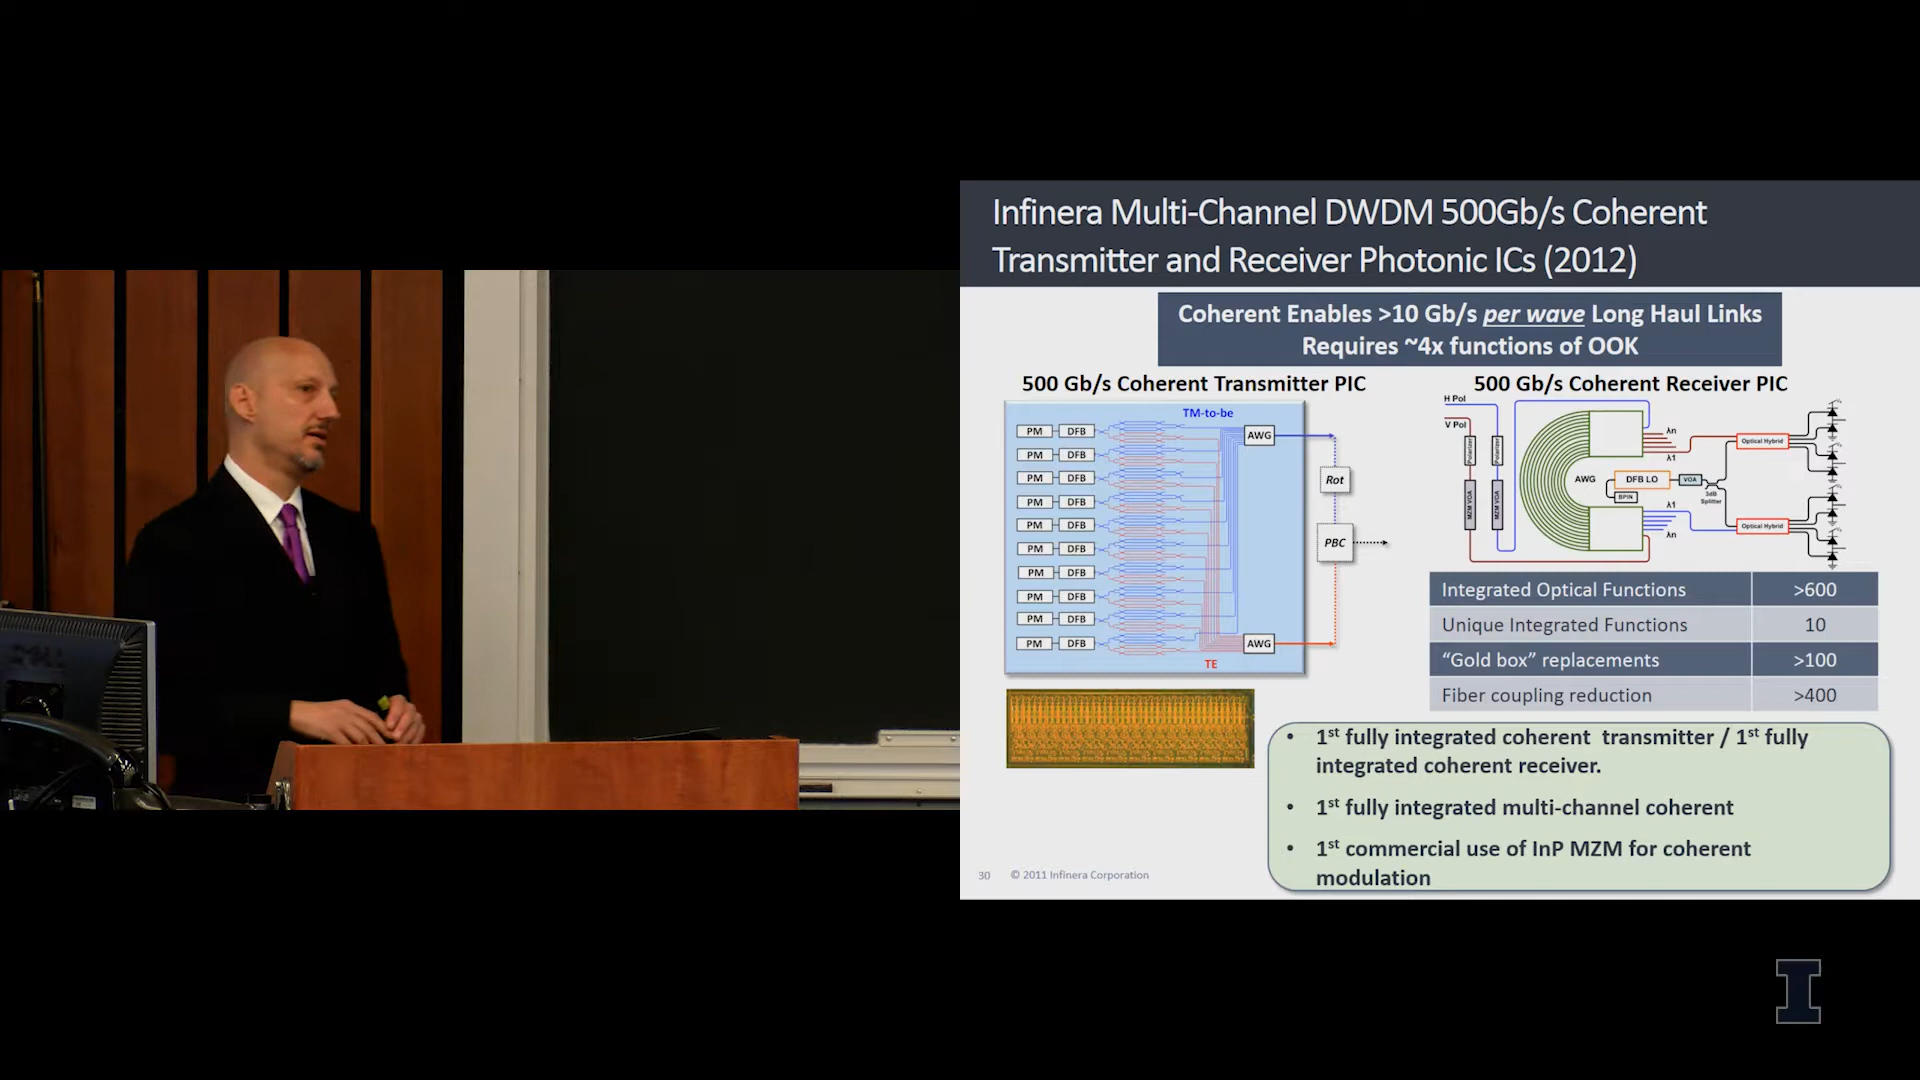 Infinera Multi-Channel DWDM 500Gb/s Coherent
Transmitter and Receiver Photonic ICs (2012)
Coherent Enables >10 Gb/s per wave Long Haul Links
Requires ~4x functions of OOK
500 Gb/s Coherent Transmitter PIC
TM-to-be
PM DFB
PM DFB
PM DFB
PM DFB
PM DFB
PM DFB
PM DFB
PM DFB
PM DFB
PM DFB
AWG
AWG
TE
Rot
PBC
500 Gb/s Coherent Receiver PIC
H Pol
V Pol
Polarizer
Polarizer
MZM VOA
MZM VOA
AWG
λn
λ1
DFB LO
BPIN
VOA
3dB
Splitter
λ1
λn
Optical Hybrid
Optical Hybrid
Integrated Optical Functions >600
Unique Integrated Functions 10
“Gold box” replacements >100
Fiber coupling reduction >400
• 1st fully integrated coherent transmitter / 1st fully
integrated coherent receiver.
• 1st fully integrated multi-channel coherent
• 1st commercial use of InP MZM for coherent
modulation
30 © 2011 Infinera Corporation
I